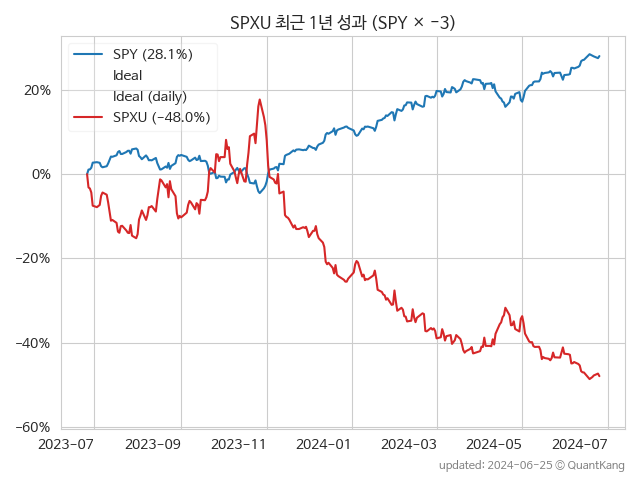 SPXU 최근 1년 성과 (SPY × −3)
SPY (28.1%)
Ideal
Ideal (daily)
SPXU (−48.0%)
20%
0%
−20%
−40%
−60%
2023-07 2023-09 2023-11 2024-01 2024-03 2024-05 2024-07
updated: 2024-06-25 © QuantKang